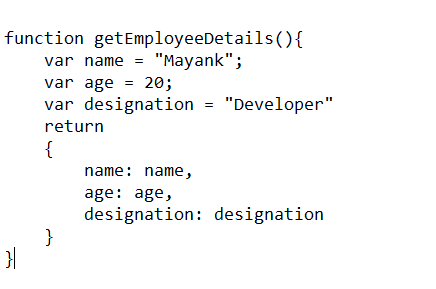 function getEmployeeDetails(){
    var name = "Mayank";
    var age = 20;
    var designation = "Developer"
    return
    {
        name: name,
        age: age,
        designation: designation
    }
}